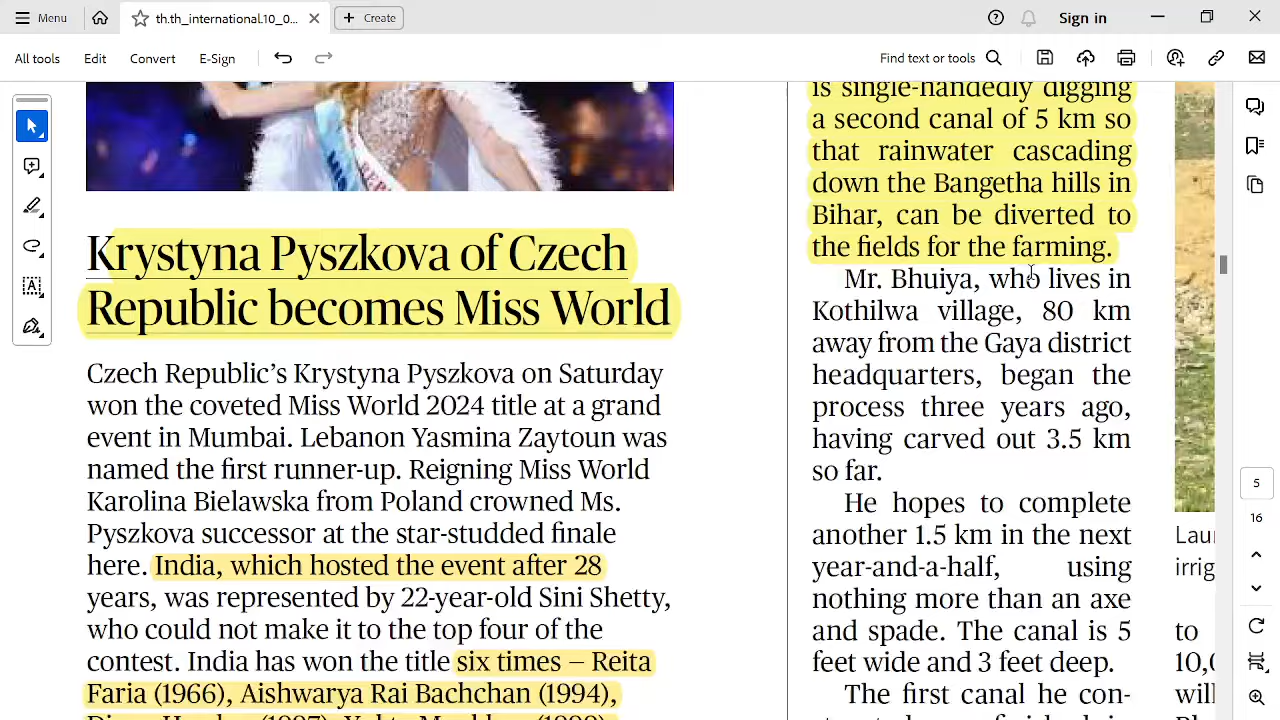 Menu
th.th_international.10_0...
Create
Sign in
All tools
Edit
Convert
E-Sign
Find text or tools
Krystyna Pyszkova of Czech
Republic becomes Miss World
Czech Republic’s Krystyna Pyszkova on Saturday
won the coveted Miss World 2024 title at a grand
event in Mumbai. Lebanon Yasmina Zaytoun was
named the first runner-up. Reigning Miss World
Karolina Bielawska from Poland crowned Ms.
Pyszkova successor at the star-studded finale
here. India, which hosted the event after 28
years, was represented by 22-year-old Sini Shetty,
who could not make it to the top four of the
contest. India has won the title six times – Reita
Faria (1966), Aishwarya Rai Bachchan (1994),
is single-handedly digging
a second canal of 5 km so
that rainwater cascading
down the Bangetha hills in
Bihar, can be diverted to
the fields for the farming.
Mr. Bhuiya, who lives in
Kothilwa village, 80 km
away from the Gaya district
headquarters, began the
process three years ago,
having carved out 3.5 km
so far.
He hopes to complete
another 1.5 km in the next
year-and-a-half, using
nothing more than an axe
and spade. The canal is 5
feet wide and 3 feet deep.
The first canal he con-
Lau
irrig
to
will
5
16